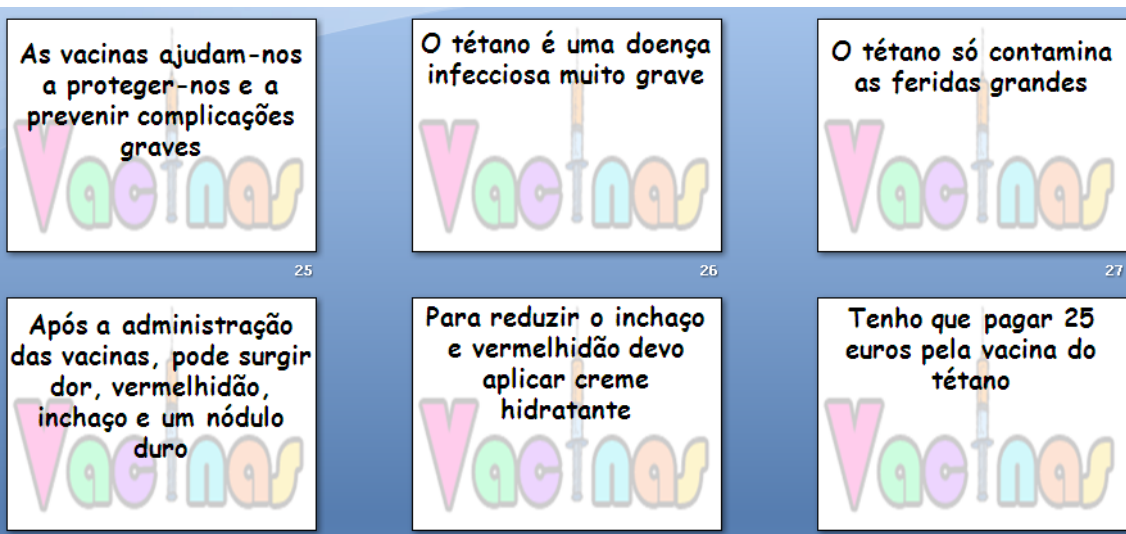 As vacinas ajudam-nos
a proteger-nos e a
prevenir complicações
graves
Vacinas
25
O tétano é uma doença
infecciosa muito grave
Vacinas
26
O tétano só contamina
as feridas grandes
Vacinas
27
Após a administração
das vacinas, pode surgir
dor, vermelhidão,
inchaço e um nódulo
duro
Vacinas
Para reduzir o inchaço
e vermelhidão devo
aplicar creme
hidratante
Vacinas
Tenho que pagar 25
euros pela vacina do
tétano
Vacinas